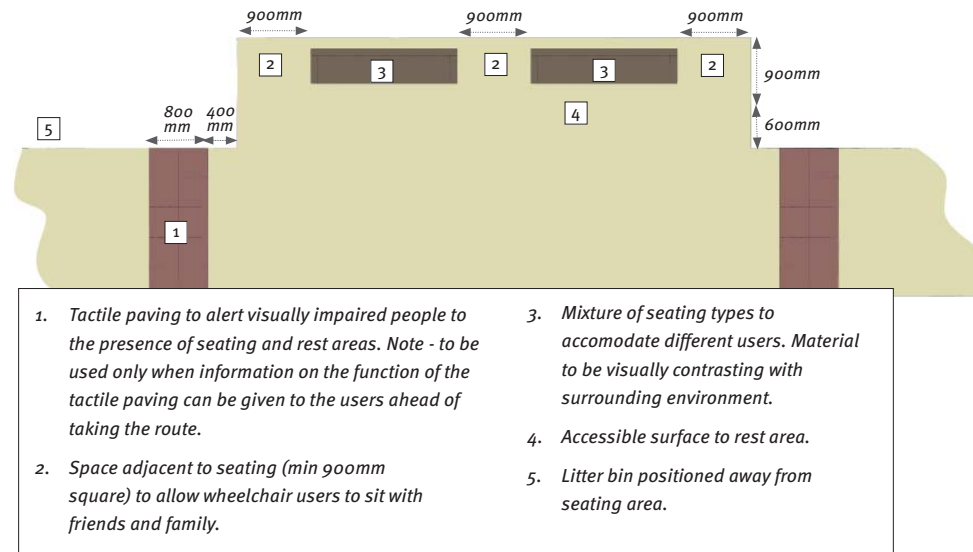 900mm
900mm
900mm
2
3
2
3
2
900mm
4
600mm
5
800
mm
400
mm
1
1. Tactile paving to alert visually impaired people to
the presence of seating and rest areas. Note - to be
used only when information on the function of the
tactile paving can be given to the users ahead of
taking the route.
2. Space adjacent to seating (min 900mm
square) to allow wheelchair users to sit with
friends and family.
3. Mixture of seating types to
accomodate different users. Material
to be visually contrasting with
surrounding environment.
4. Accessible surface to rest area.
5. Litter bin positioned away from
seating area.